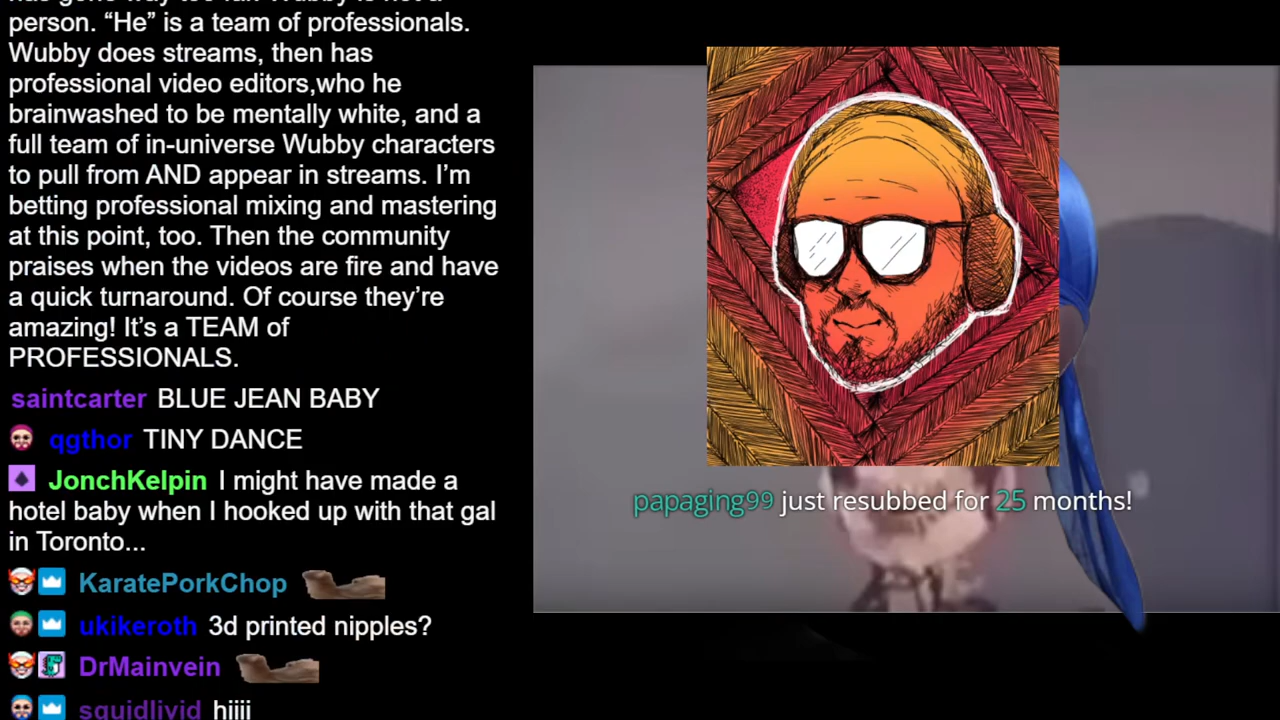 has gone way too far. Wubby is not a
person. “He” is a team of professionals.
Wubby does streams, then has
professional video editors,who he
brainwashed to be mentally white, and a
full team of in-universe Wubby characters
to pull from AND appear in streams. I’m
betting professional mixing and mastering
at this point, too. Then the community
praises when the videos are fire and have
a quick turnaround. Of course they’re
amazing! It’s a TEAM of
PROFESSIONALS.
saintcarter BLUE JEAN BABY
qgthor TINY DANCE
JonchKelpin I might have made a
hotel baby when I hooked up with that gal
in Toronto...
KaratePorkChop
ukikeroth 3d printed nipples?
DrMainvein
squidlivid hiiii
papaging99 just resubbed for 25 months!